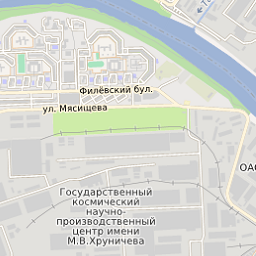 Филёвский бул.
ул. Мясищева
ОАО
Государственный
космический
научно-
производственный
центр имени
М.В.Хруничева